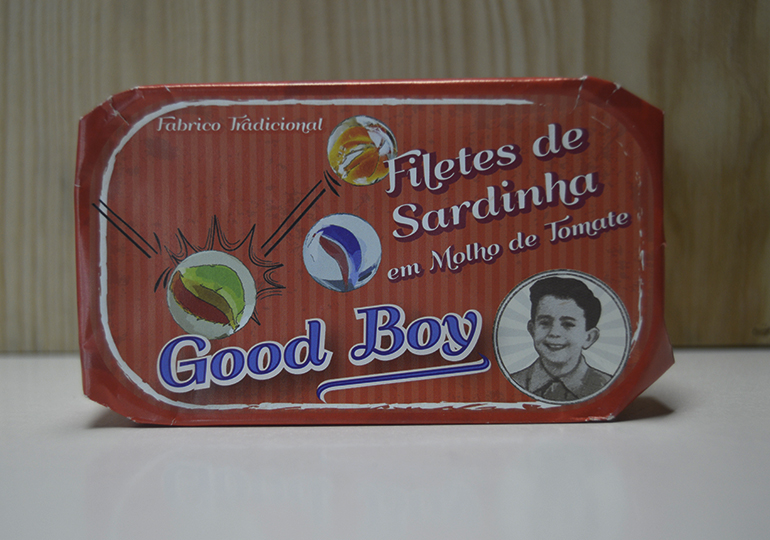 Fabrico Tradicional
Filetes de
Sardinha
em Molho de Tomate
Good Boy